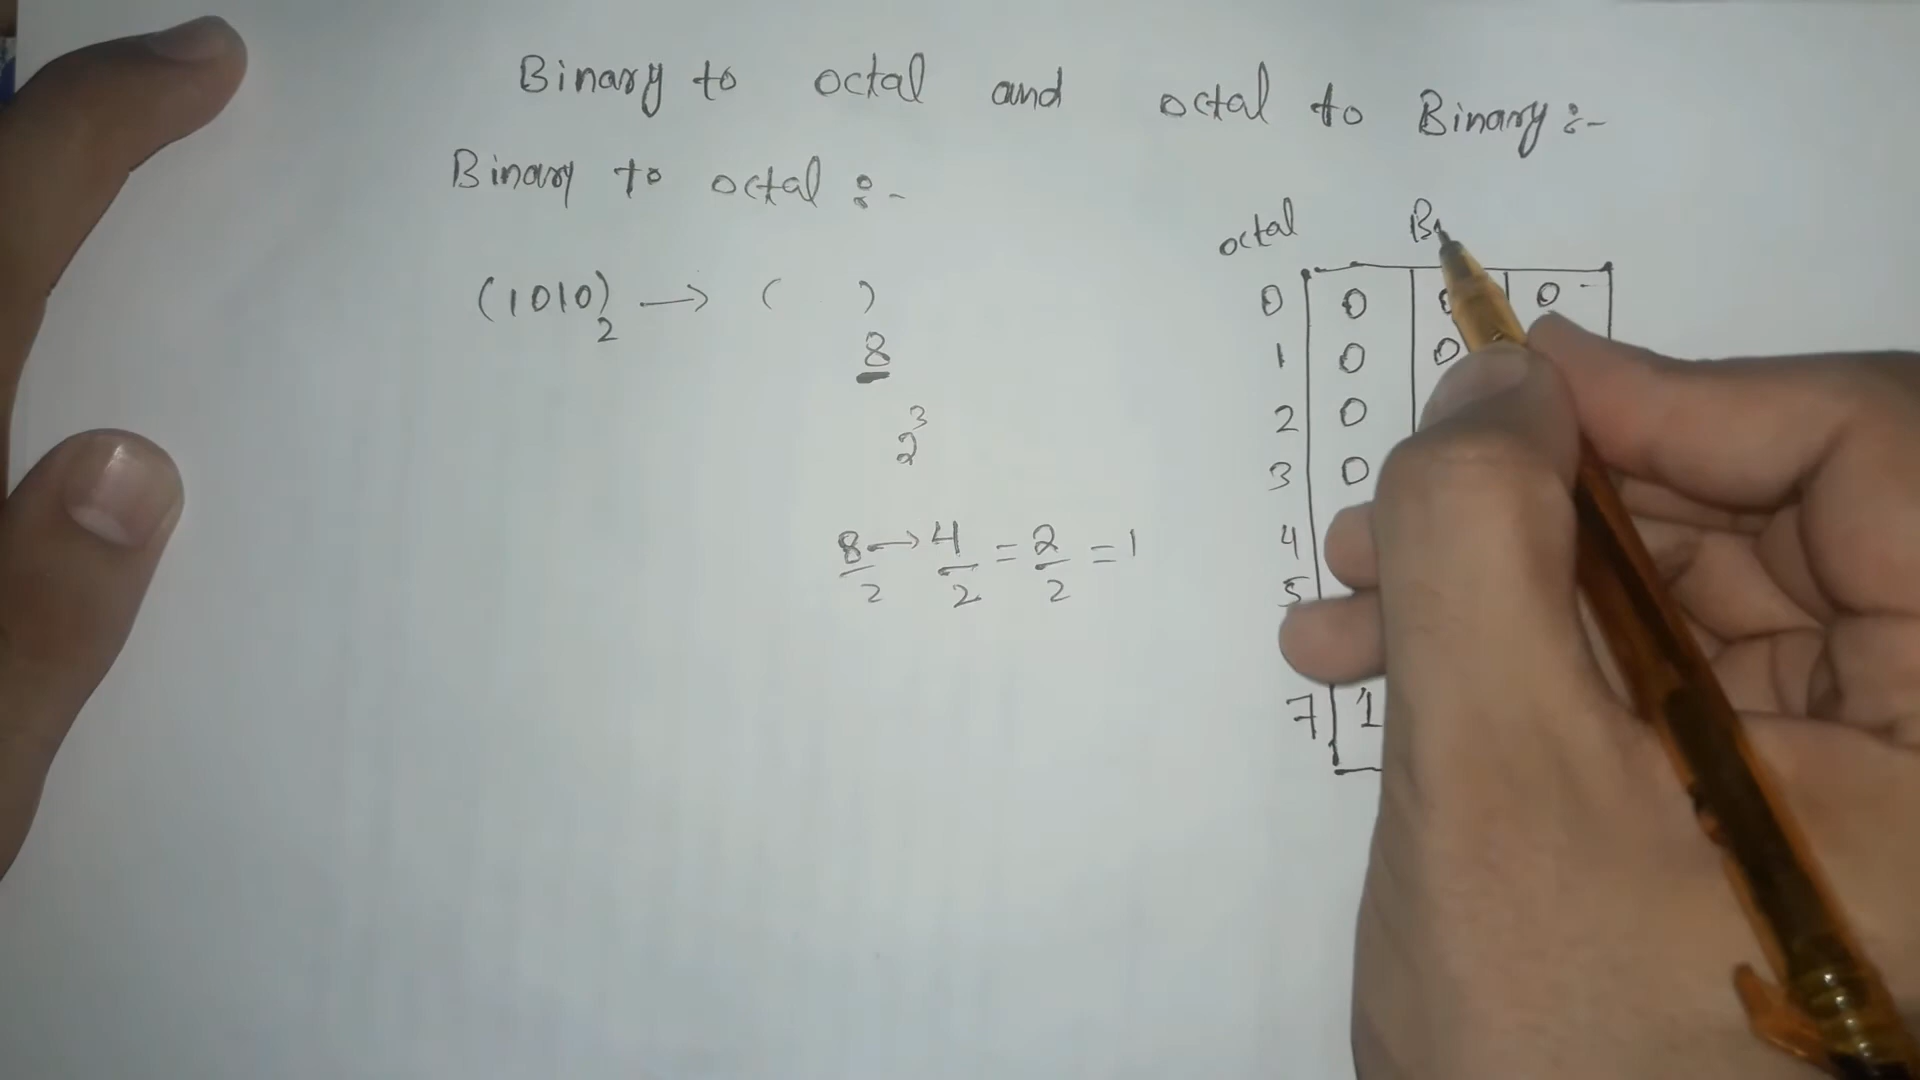 Binary to octal and octal to Binary :-
Binary to octal :-
(1010)2 → ( )8
2^3
8/2 → 4/2 = 2/2 = 1
octal
0 0 0
1 0 0
2 0
3 0
4
5
7 1